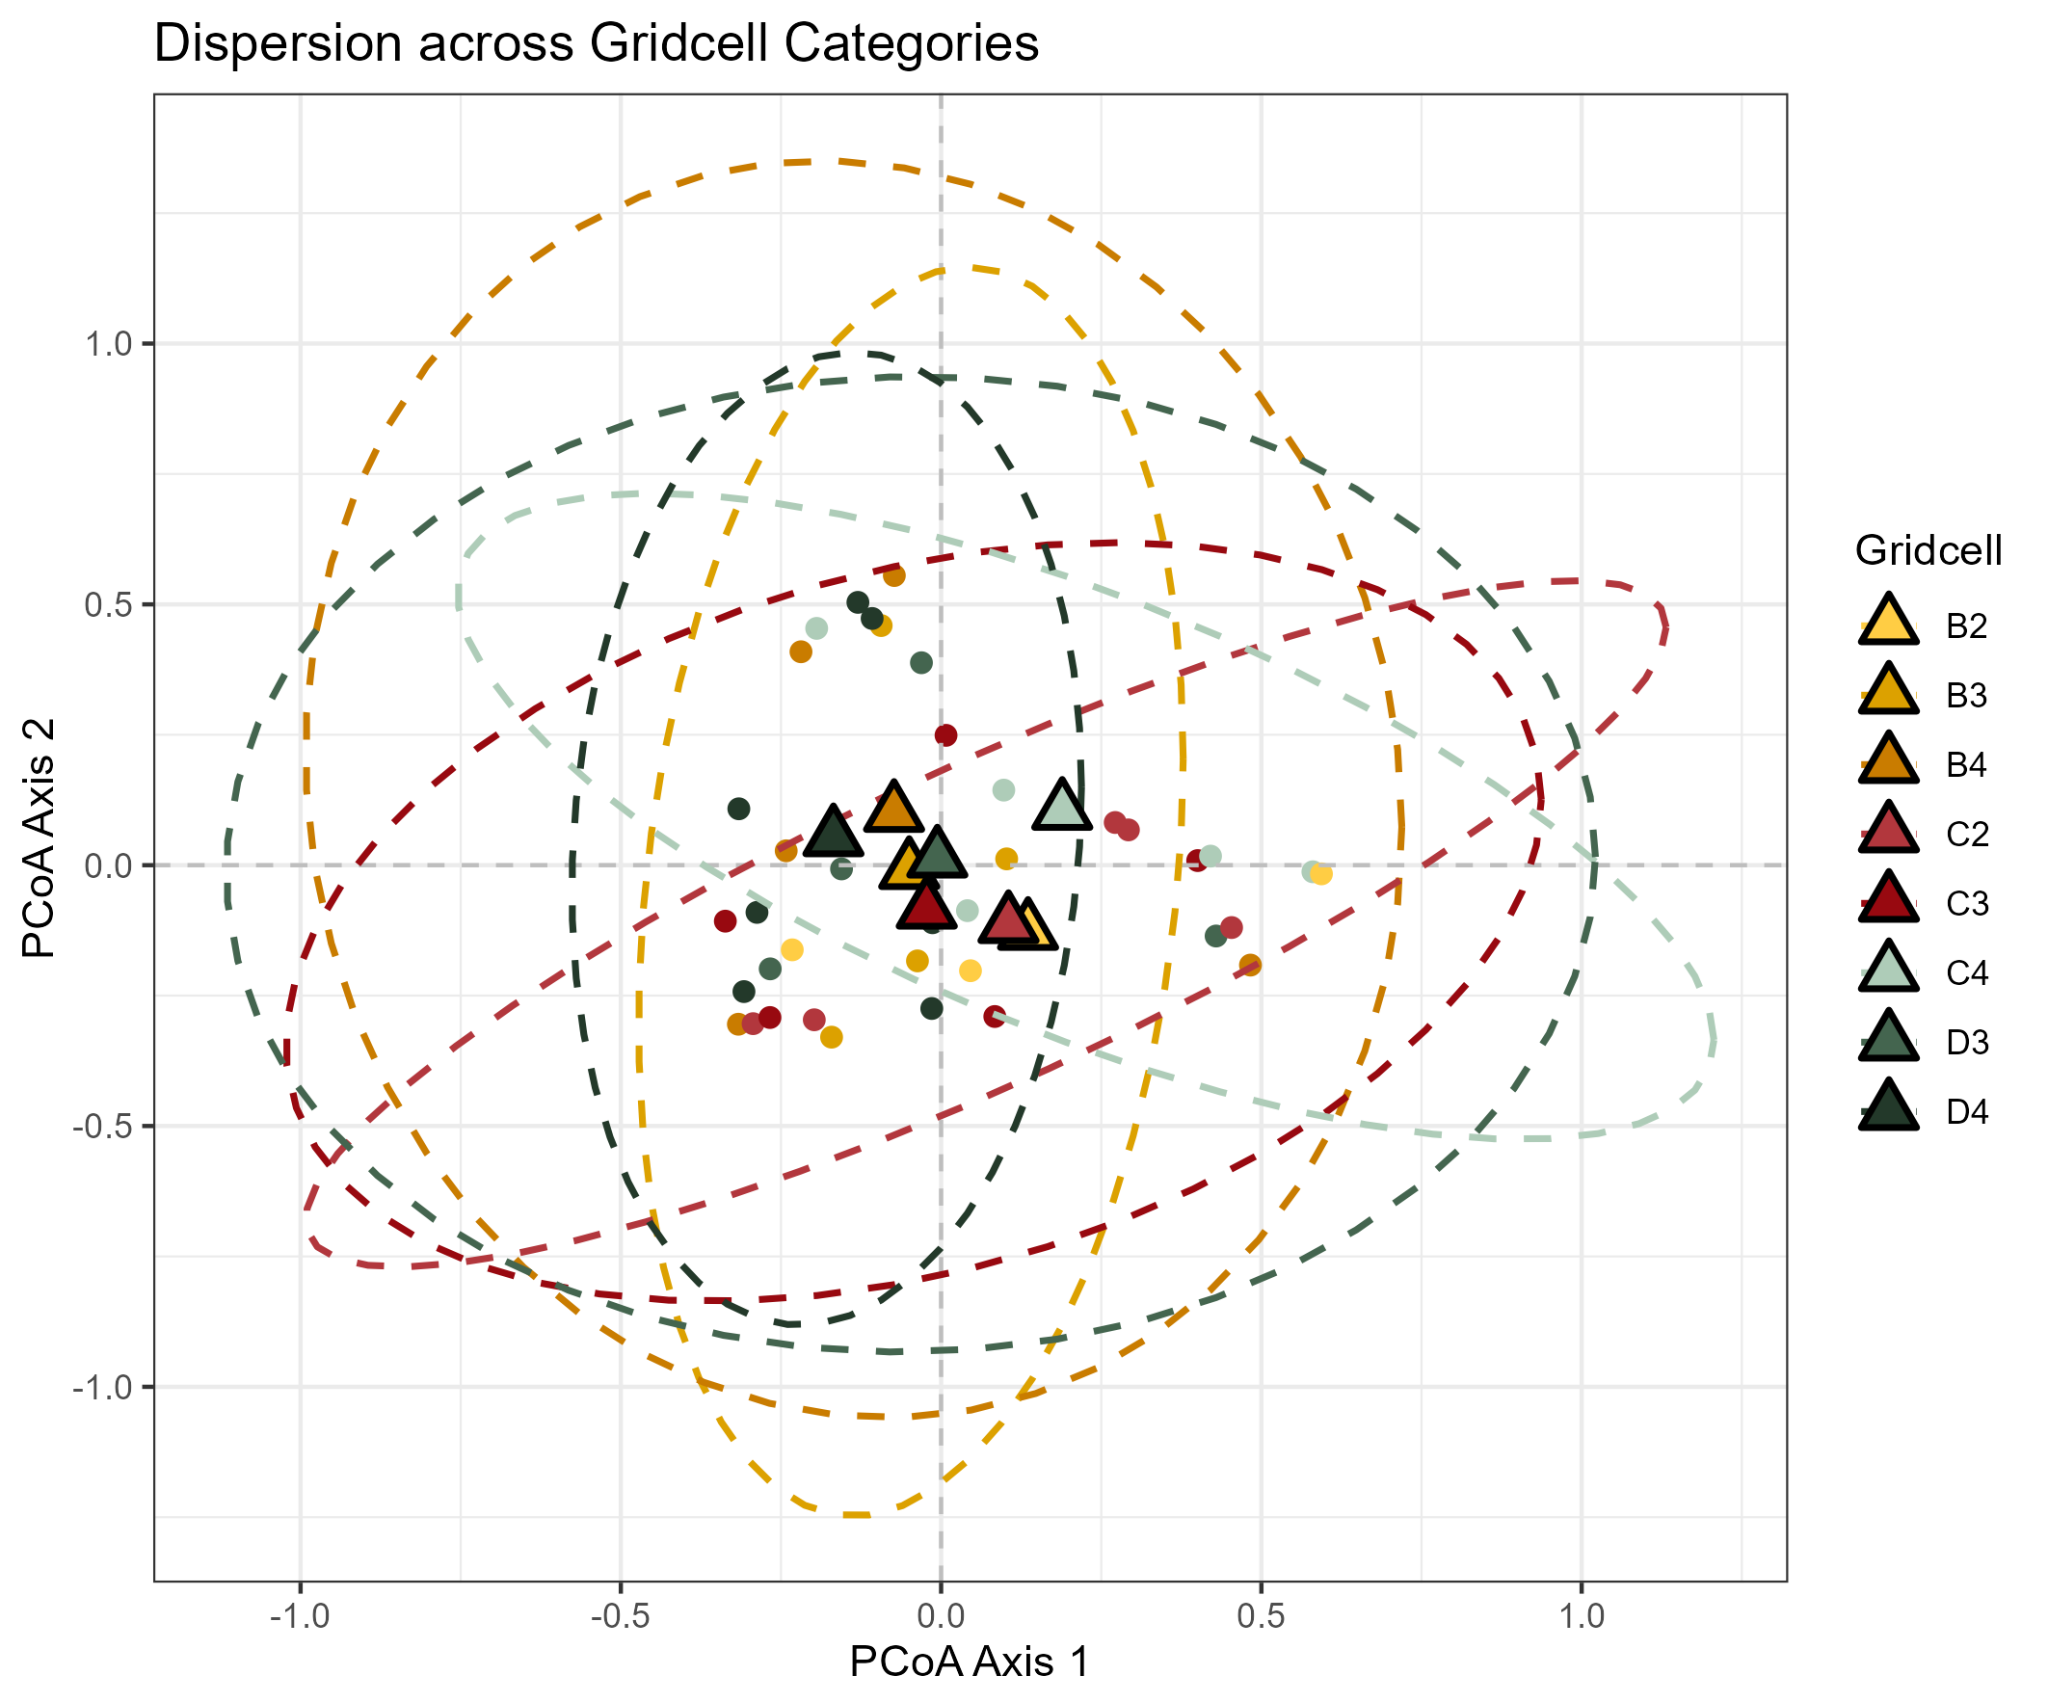 Dispersion across Gridcell Categories
PCoA Axis 2
1.0
0.5
0.0
-0.5
-1.0
-1.0
-0.5
0.0
0.5
1.0
PCoA Axis 1
Gridcell
B2
B3
B4
C2
C3
C4
D3
D4